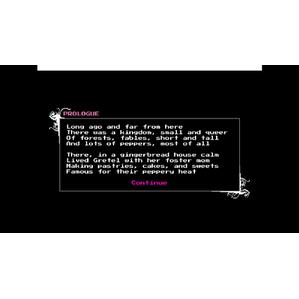 PROLOGUE
Long ago and far from here
There was a kingdom, small and queer
Of forests, fables, short and tall
And lots of peppers, most of all
There, in a gingerbread house calm
Lived Gretel with her foster mom
Making pastries, cakes, and sweets
Famous for their peppery heat
Continue